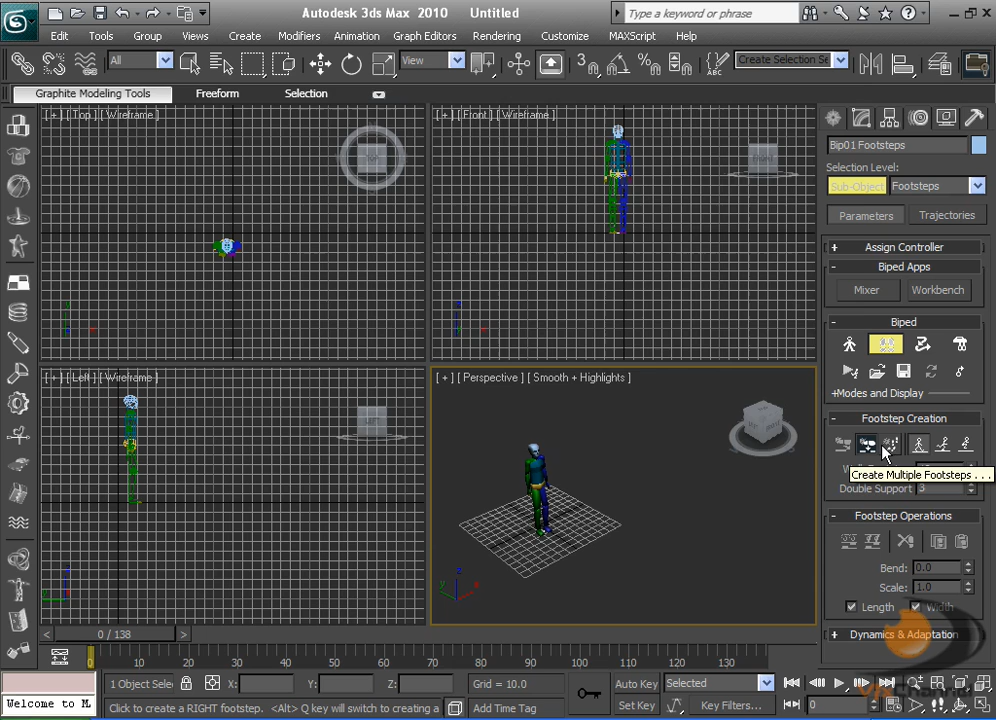 Autodesk 3ds Max 2010 Untitled
Type a keyword or phrase
Edit Tools Group Views Create Modifiers Animation Graph Editors Rendering Customize MAXScript Help
All View Create Selection Se
Graphite Modeling Tools Freeform Selection
[ + ] [ Top ] [ Wireframe ]
TOP
[ + ] [ Front ] [ Wireframe ]
FRONT
[ + ] [ Left ] [ Wireframe ]
LEFT
[ + ] [ Perspective ] [ Smooth + Highlights ]
Bip01 Footsteps
Selection Level:
Sub-Object Footsteps
Parameters Trajectories
+ Assign Controller
- Biped Apps
Mixer Workbench
- Biped
+Modes and Display
- Footstep Creation
Create Multiple Footsteps . . .
Double Support 3
- Footstep Operations
Bend: 0.0
Scale: 1.0
Length Width
+ Dynamics & Adaptation
< 0 / 138 >
0 10 20 30 40 50 60 70 80 90 100 110 120 130
1 Object Sele X: Y: Z: Grid = 10.0 Auto Key Selected
Welcome to M Click to create a RIGHT footstep. <Alt> Q key will switch to creating a Add Time Tag Set Key Key Filters... 0